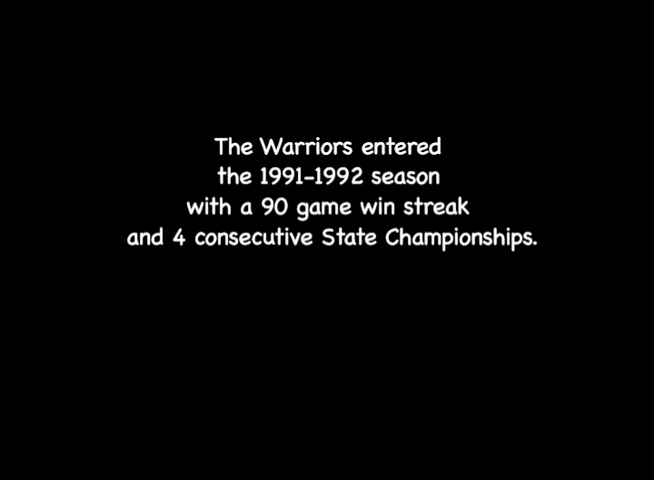 The Warriors entered
the 1991-1992 season
with a 90 game win streak
and 4 consecutive State Championships.